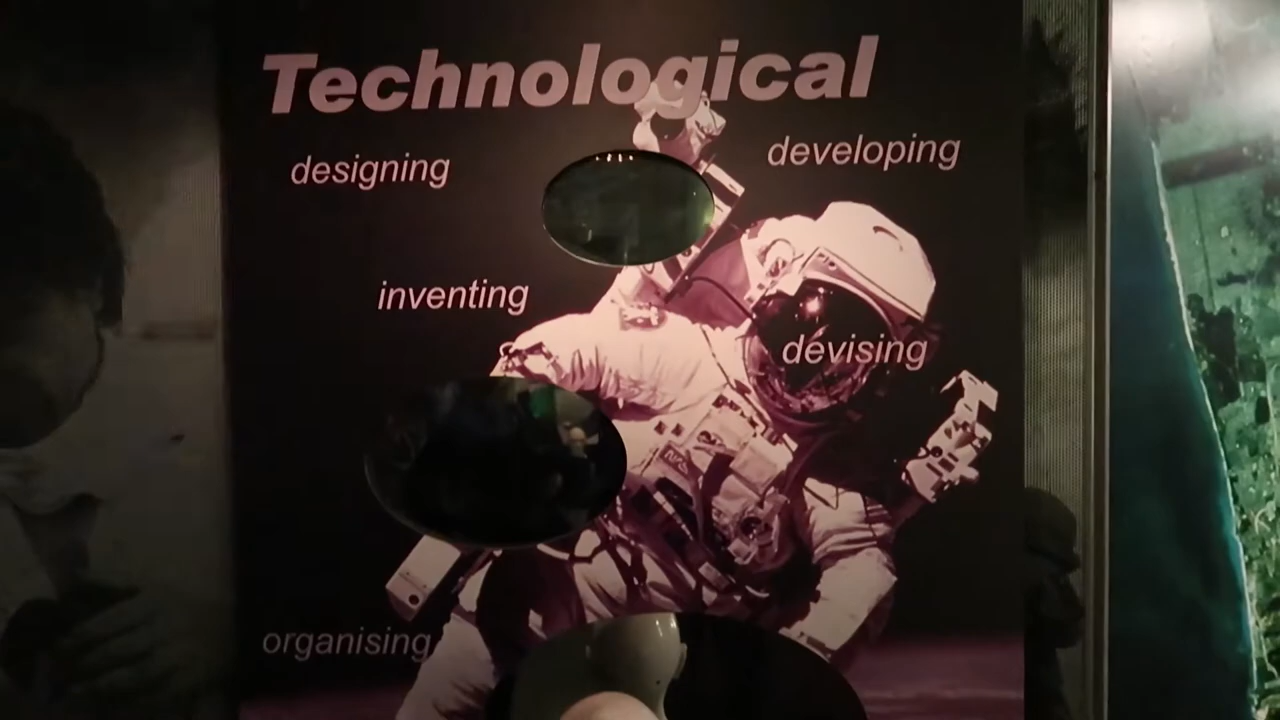 Technological
designing
developing
inventing
devising
organising